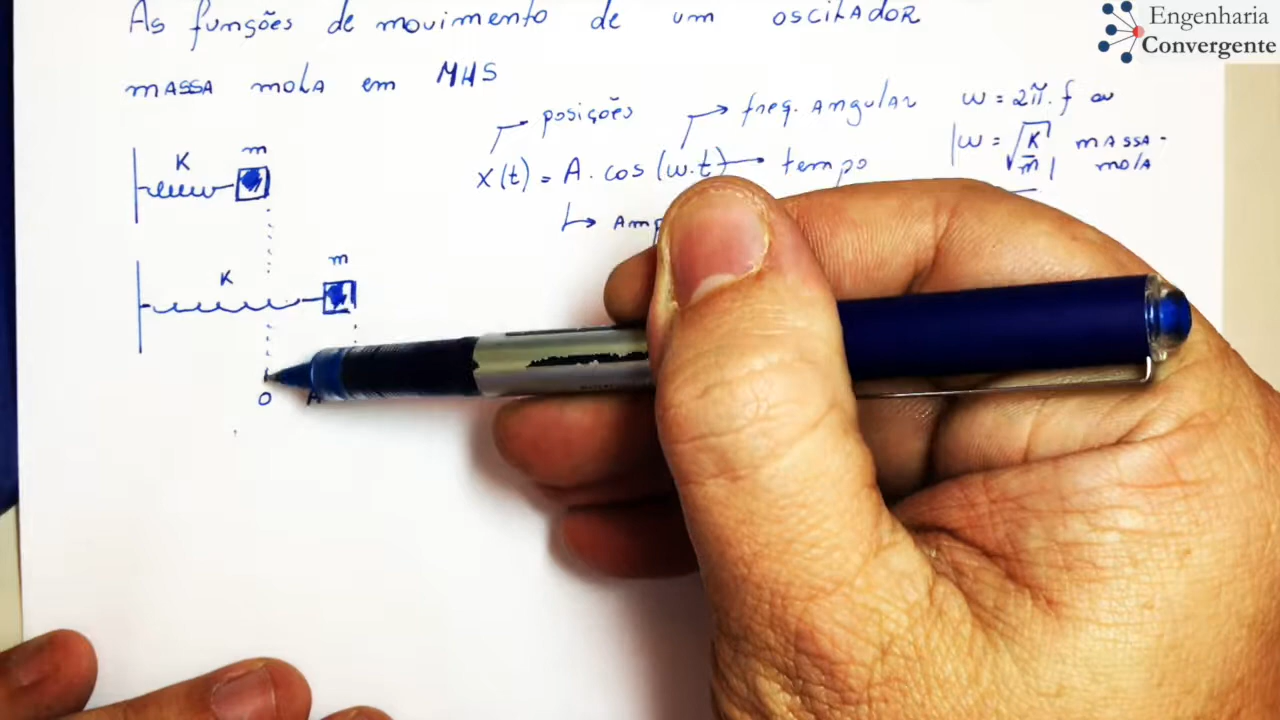 As funções de movimento de um oscilador
massa mola em MHS
Engenharia
Convergente
posições
freq. angular
w = 2π.f ou
x(t) = A. cos (w.t)
tempo
w = √K/m massa-
mola
K
m
K
m
O
A